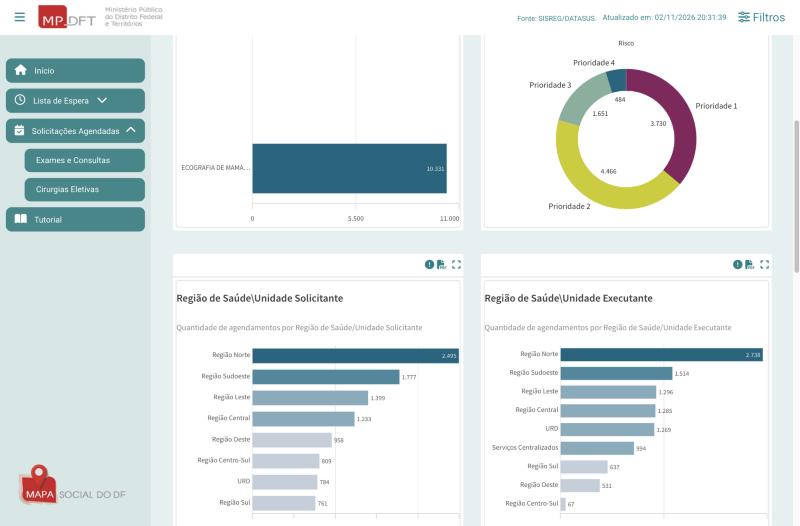 MPDFT
Ministério Público
do Distrito Federal
e Territórios
Fonte: SISREG/DATASUS.
Atualizado em: 02/11/2026 20:31:39
Filtros
Início
Lista de Espera
Solicitações Agendadas
Exames e Consultas
Cirurgias Eletivas
Tutorial
MAPA SOCIAL DO DF
ECOGRAFIA DE MAMA...
10.331
0
5.500
11.000
Risco
Prioridade 4
Prioridade 3
Prioridade 1
Prioridade 2
484
1.651
3.730
4.466
Região de Saúde\Unidade Solicitante
Quantidade de agendamentos por Região de Saúde/Unidade Solicitante
Região Norte 2.495
Região Sudoeste 1.777
Região Leste 1.399
Região Central 1.233
Região Oeste 958
Região Centro-Sul 809
URD 784
Região Sul 761
Região de Saúde\Unidade Executante
Quantidade de agendamentos por Região de Saúde/Unidade Executante
Região Norte 2.738
Região Sudoeste 1.514
Região Leste 1.296
Região Central 1.285
URD 1.269
Serviços Centralizados 994
Região Sul 637
Região Oeste 531
Região Centro-Sul 67